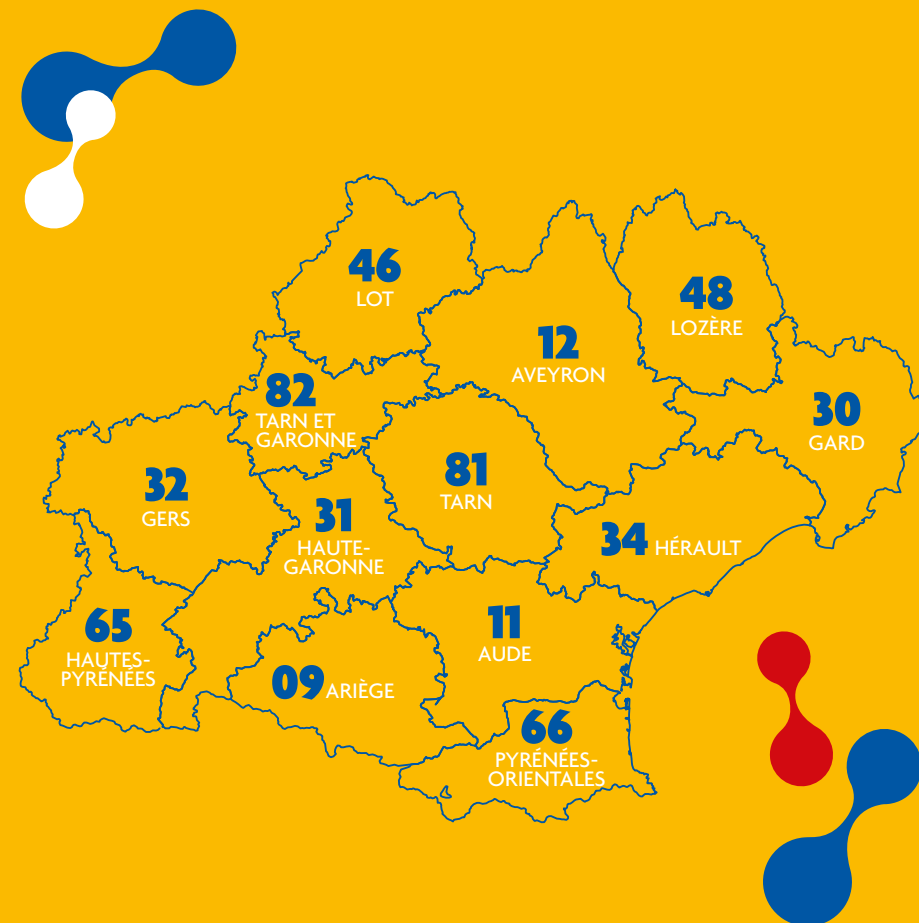 46
LOT
48
LOZÈRE
12
AVEYRON
82
TARN ET
GARONNE
30
GARD
32
GERS
81
TARN
31
HAUTE-
GARONNE
34 HÉRAULT
65
HAUTES-
PYRÉNÉES
11
AUDE
09 ARIÈGE
66
PYRÉNÉES-
ORIENTALES